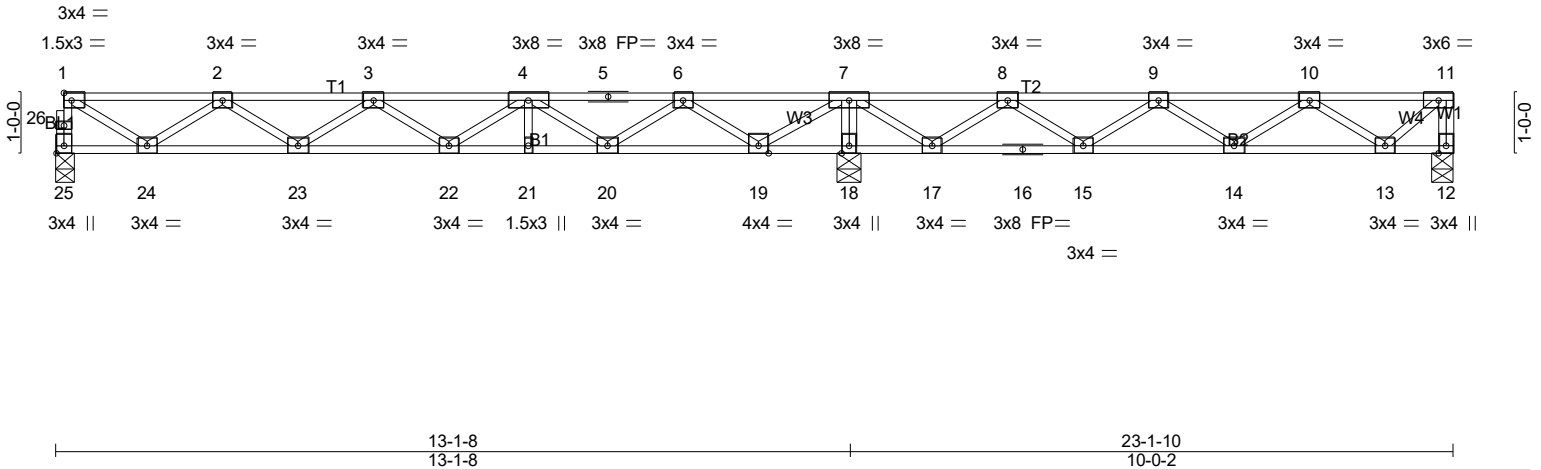 3x4 =
1.5x3 = 3x4 = 3x4 = 3x8 = 3x8 FP= 3x4 = 3x8 = 3x4 = 3x4 = 3x4 = 3x6 =
1 2 3 4 5 6 7 8 9 10 11
T1 T2
1-0-0 26 BL1 W3 W4 W1 1-0-0
B1 B2
25 24 23 22 21 20 19 18 17 16 15 14 13 12
3x4 || 3x4 = 3x4 = 3x4 = 1.5x3 || 3x4 = 4x4 = 3x4 || 3x4 = 3x8 FP= 3x4 = 3x4 = 3x4 ||
3x4 =
13-1-8 23-1-10
13-1-8 10-0-2